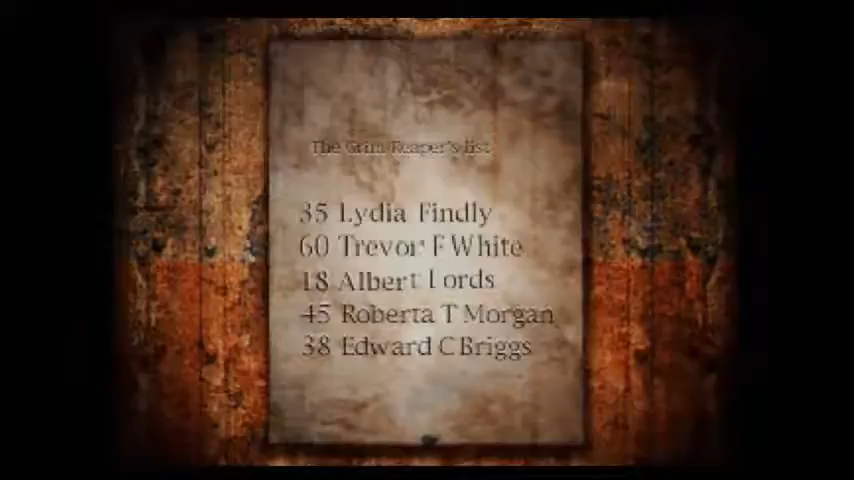 The Grim Reaper's list
35 Lydia Findly
60 Trevor F White
18 Albert Lords
45 Roberta T Morgan
38 Edward C Briggs